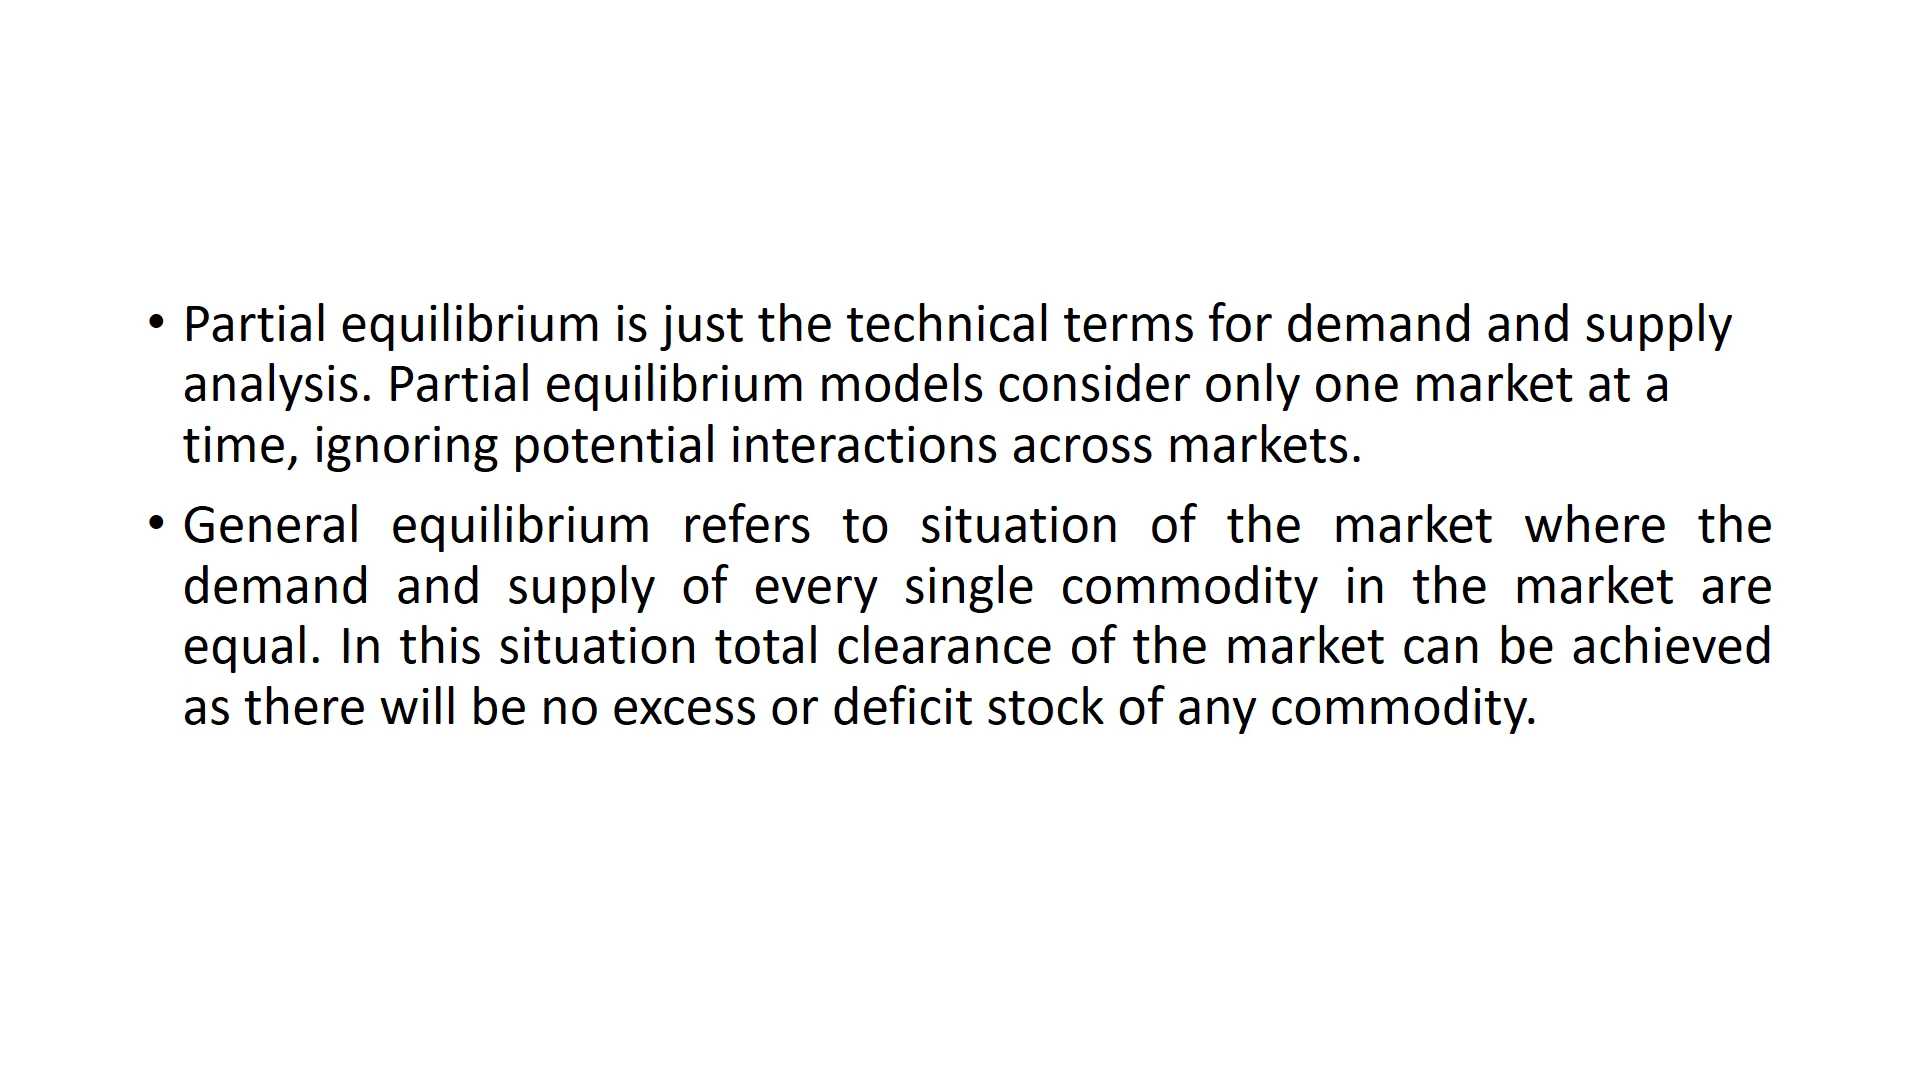 • Partial equilibrium is just the technical terms for demand and supply
analysis. Partial equilibrium models consider only one market at a
time, ignoring potential interactions across markets.
• General equilibrium refers to situation of the market where the
demand and supply of every single commodity in the market are
equal. In this situation total clearance of the market can be achieved
as there will be no excess or deficit stock of any commodity.